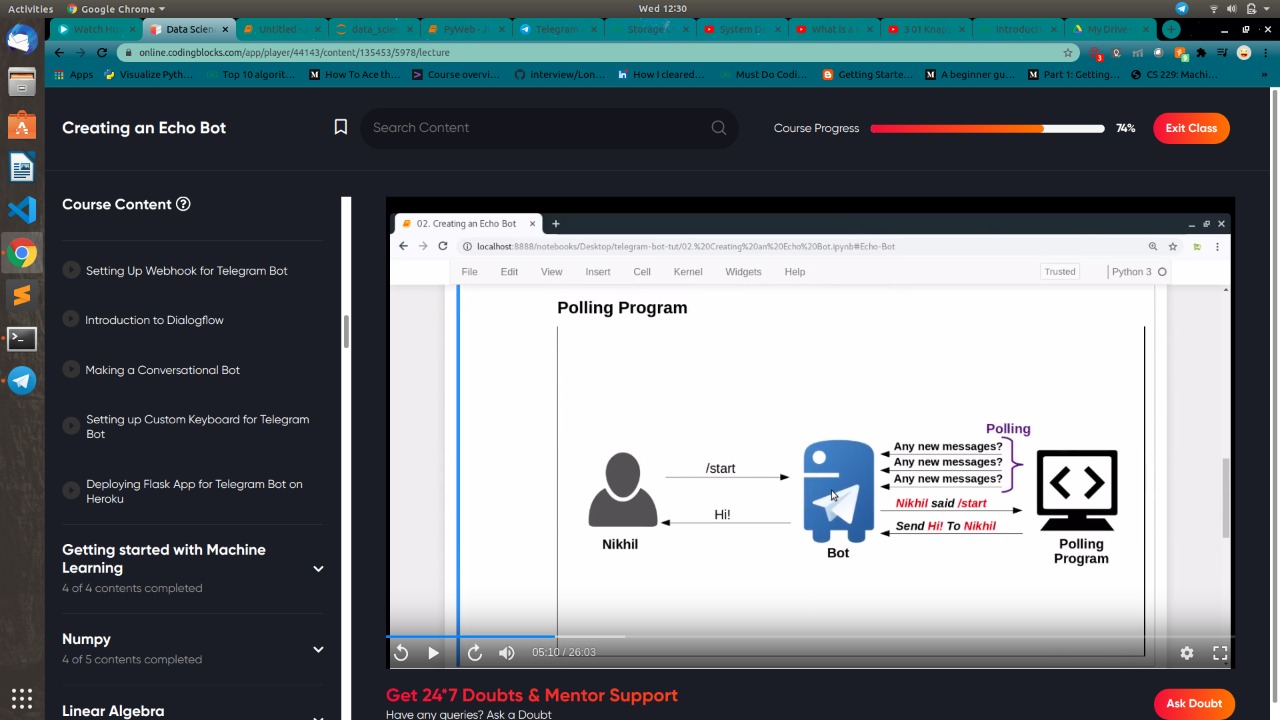 Activities
Google Chrome
Wed 12:30
Watch Ho
Data Scien
Untitled
data_scie
PyWeb - J
Telegram
Storage
System De
What is a
3 01 Knap
Introduct
My Drive
online.codingblocks.com/app/player/44143/content/135453/5978/lecture
3
9
Apps
Visualize Pyth...
Top 10 algorit...
How To Ace th...
Course overvi...
interview/Lon...
How I cleared...
Must Do Codi...
Getting Starte...
A beginner gu...
Part 1: Getting...
CS 229: Machi...
»
Creating an Echo Bot
Search Content
Course Progress
74%
Exit Class
Course Content
Setting Up Webhook for Telegram Bot
Introduction to Dialogflow
Making a Conversational Bot
Setting up Custom Keyboard for Telegram
Bot
Deploying Flask App for Telegram Bot on
Heroku
Getting started with Machine
Learning
4 of 4 contents completed
Numpy
4 of 5 contents completed
Linear Algebra
02. Creating an Echo Bot
localhost:8888/notebooks/Desktop/telegram-bot-tut/02.%20Creating%20an%20Echo%20Bot.ipynb#Echo-Bot
File
Edit
View
Insert
Cell
Kernel
Widgets
Help
Trusted
Python 3
Polling Program
Polling
Any new messages?
Any new messages?
Any new messages?
/start
Nikhil said /start
Hi!
Send Hi! To Nikhil
Nikhil
Bot
Polling
Program
05:10 / 26:03
Get 24*7 Doubts & Mentor Support
Have any queries? Ask a Doubt
Ask Doubt